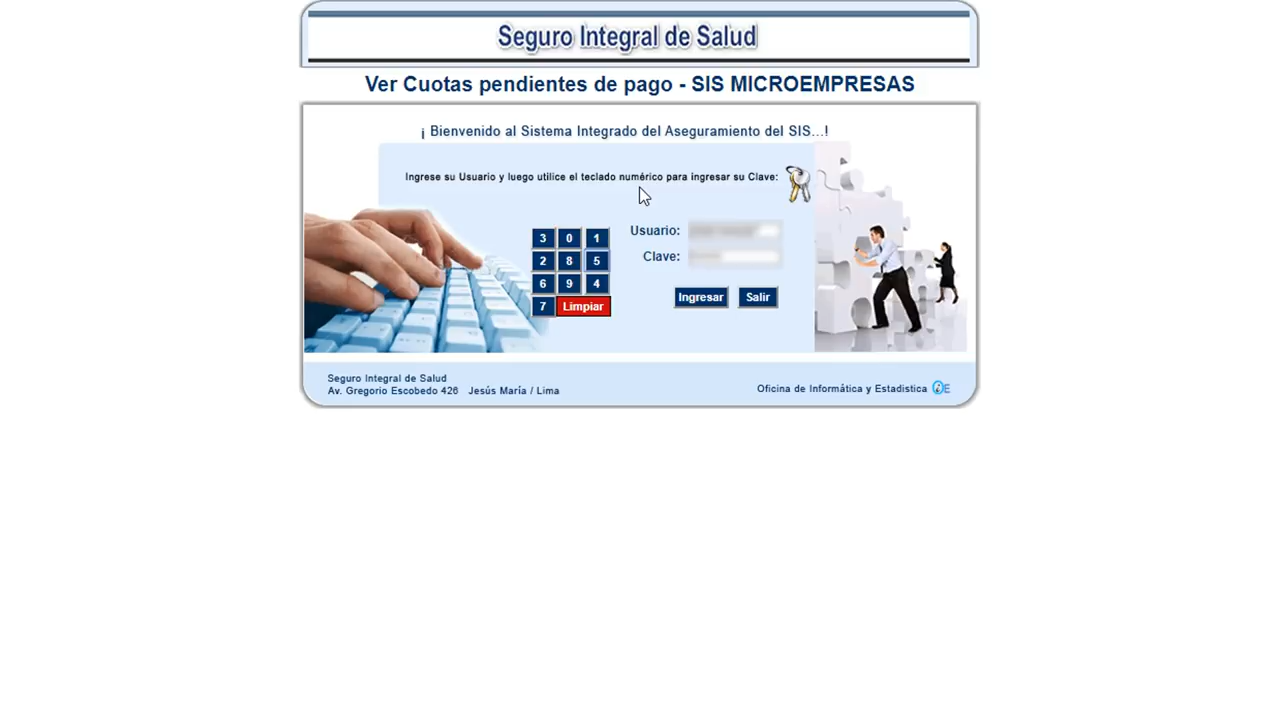 Seguro Integral de Salud
Ver Cuotas pendientes de pago - SIS MICROEMPRESAS
¡ Bienvenido al Sistema Integrado del Aseguramiento del SIS...!
Ingrese su Usuario y luego utilice el teclado numérico para ingresar su Clave:
Usuario:
Clave:
3 0 1
2 8 5
6 9 4
7 Limpiar
Ingresar Salir
Seguro Integral de Salud
Av. Gregorio Escobedo 426 Jesús María / Lima
Oficina de Informática y Estadistica